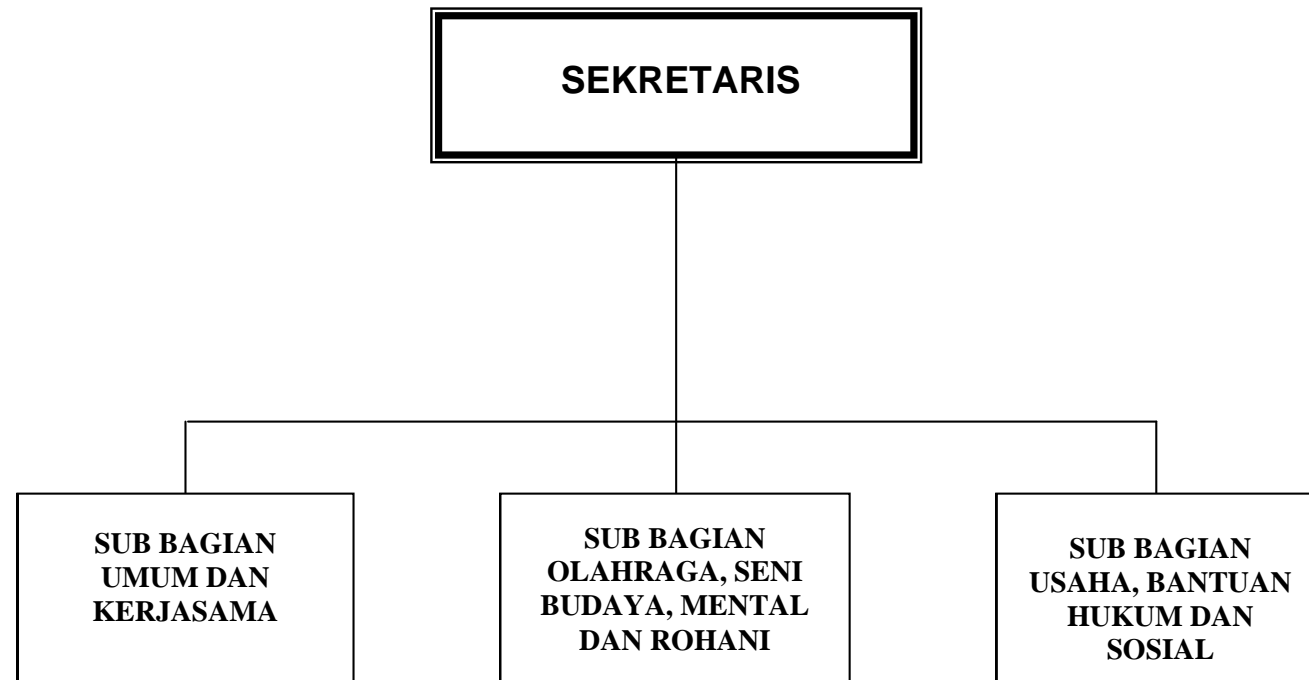 SEKRETARIS
SUB BAGIAN
UMUM DAN
KERJASAMA
SUB BAGIAN
OLAHRAGA, SENI
BUDAYA, MENTAL
DAN ROHANI
SUB BAGIAN
USAHA, BANTUAN
HUKUM DAN
SOSIAL